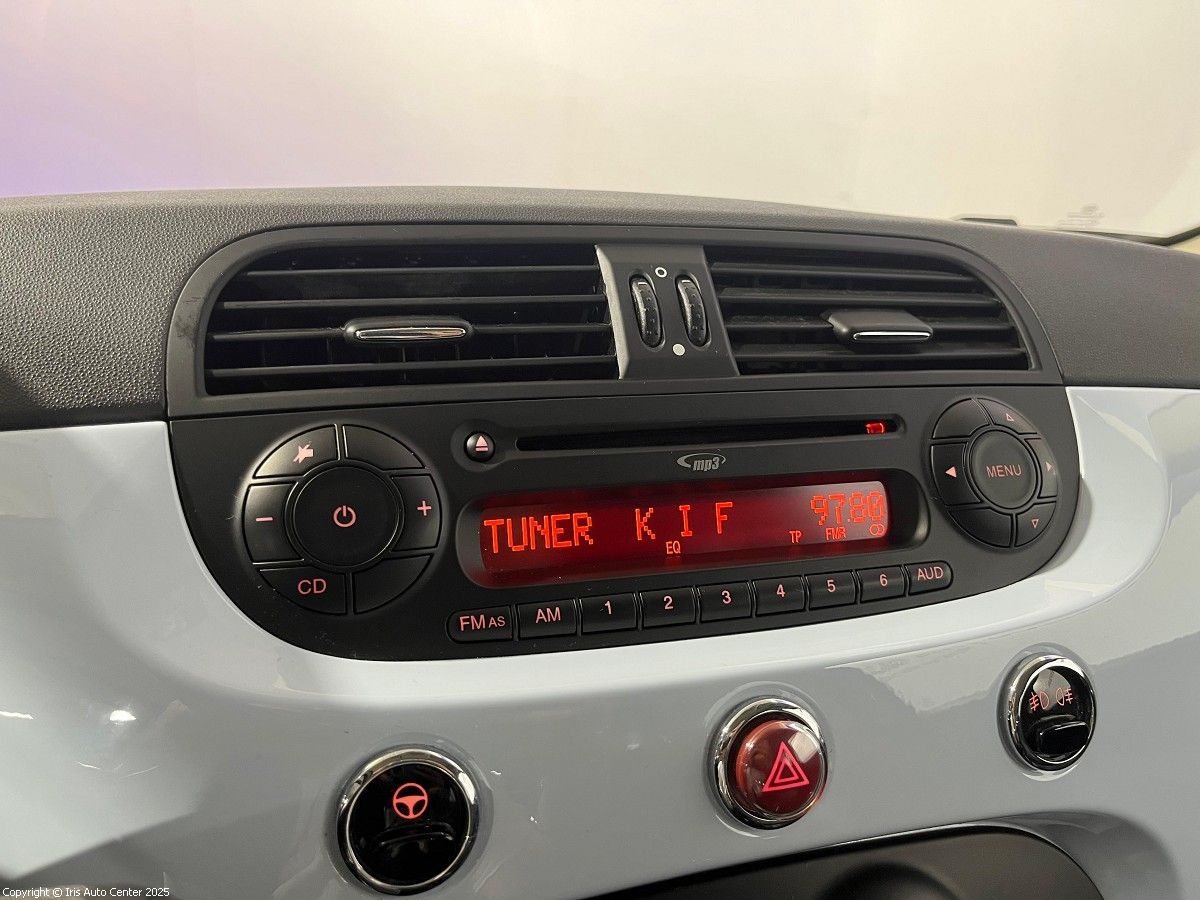 mp3
MENU
TUNER K I F 97.80
EQ TP FMR
CD
FM AS AM 1 2 3 4 5 6 AUD
Copyright © Iris Auto Center 2025